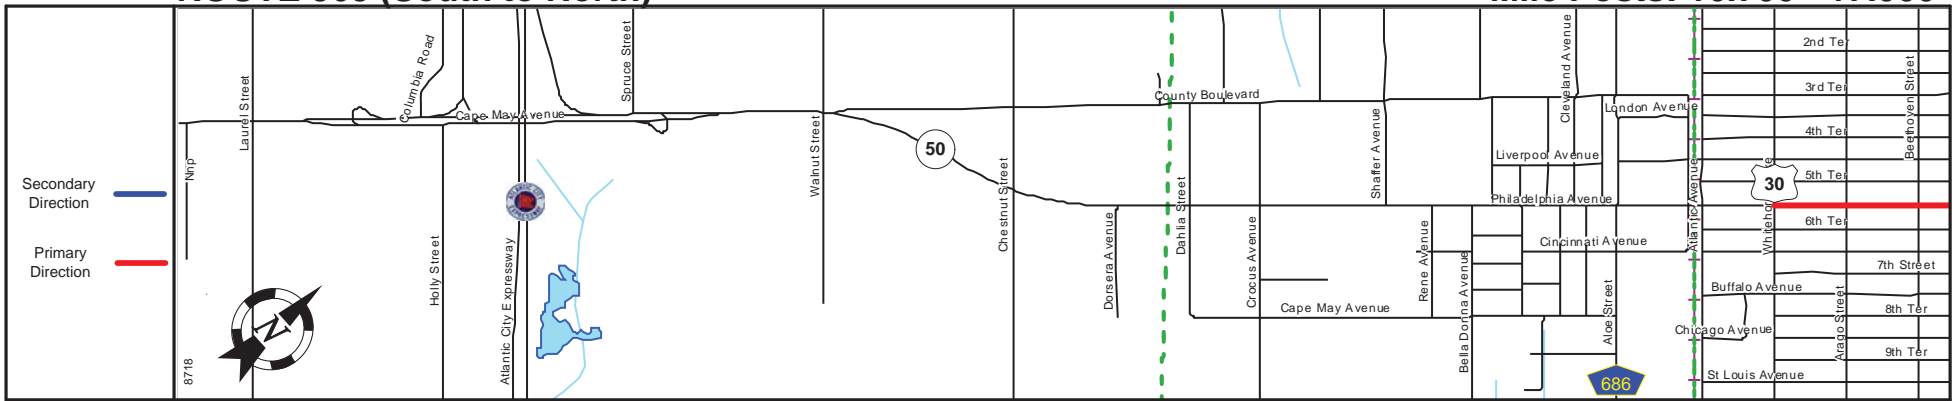 Secondary
Direction
Primary
Direction
Nnp
8718
Laurel Street
Columbia Road
Cape May Avenue
Holly Street
Atlantic City Expressway
ATLANTIC CITY
EXPRESSWAY
Spruce Street
Walnut Street
50
Chestnut Street
Dorsera Avenue
County Boulevard
Dahlia Street
Crocus Avenue
Cape May Avenue
Shaffer Avenue
Rene Avenue
Bella Donna Avenue
Cleveland Avenue
London Avenue
Liverpool Avenue
Philadelphia Avenue
Cincinnati Avenue
Aloe Street
686
Atlantic Avenue
30
2nd Ter
3rd Ter
4th Ter
5th Ter
6th Ter
7th Street
Buffalo Avenue
8th Ter
Chicago Avenue
9th Ter
St Louis Avenue
Arago Street
Beethoven Street
N